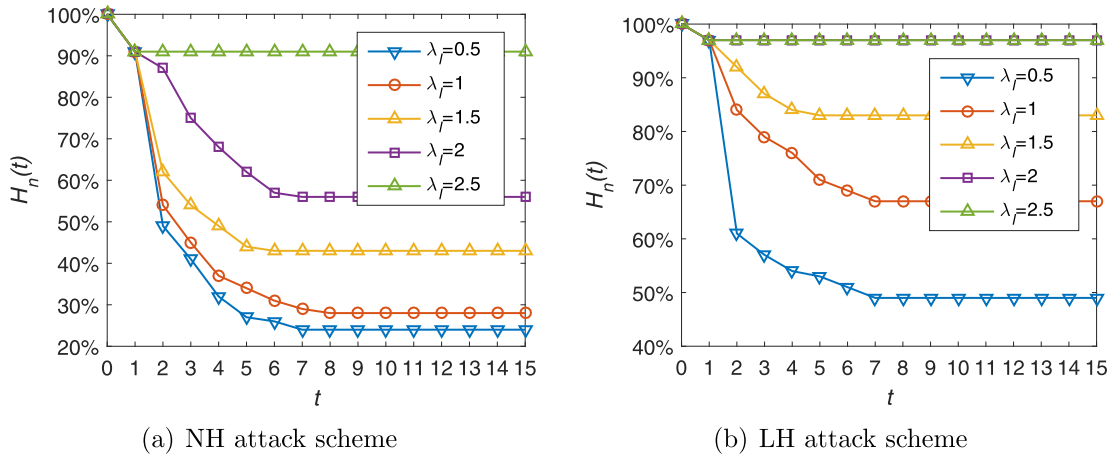 100%
90%
80%
70%
60%
50%
40%
30%
20%
H_n(t)
0 1 2 3 4 5 6 7 8 9 10 11 12 13 14 15
t
λ_l=0.5
λ_l=1
λ_l=1.5
λ_l=2
λ_l=2.5
(a) NH attack scheme
100%
90%
80%
70%
60%
50%
40%
H_n(t)
0 1 2 3 4 5 6 7 8 9 10 11 12 13 14 15
t
λ_l=0.5
λ_l=1
λ_l=1.5
λ_l=2
λ_l=2.5
(b) LH attack scheme